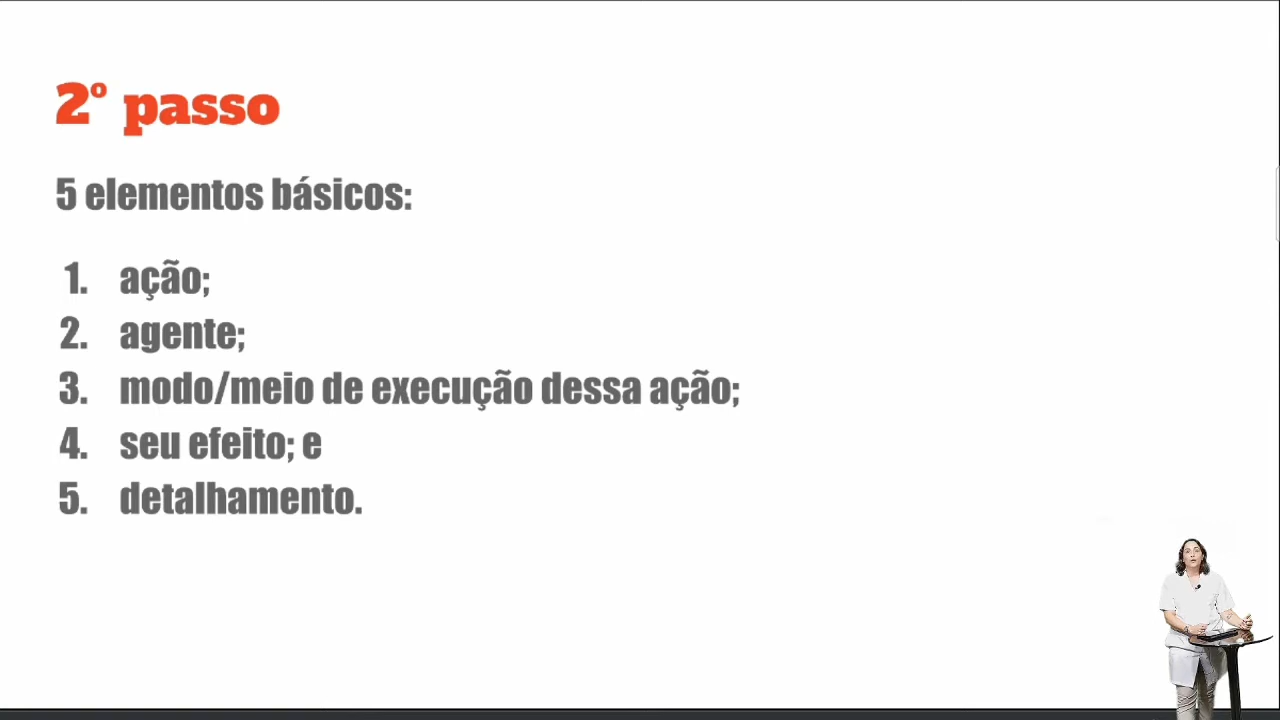 2º passo
5 elementos básicos:
1. ação;
2. agente;
3. modo/meio de execução dessa ação;
4. seu efeito; e
5. detalhamento.